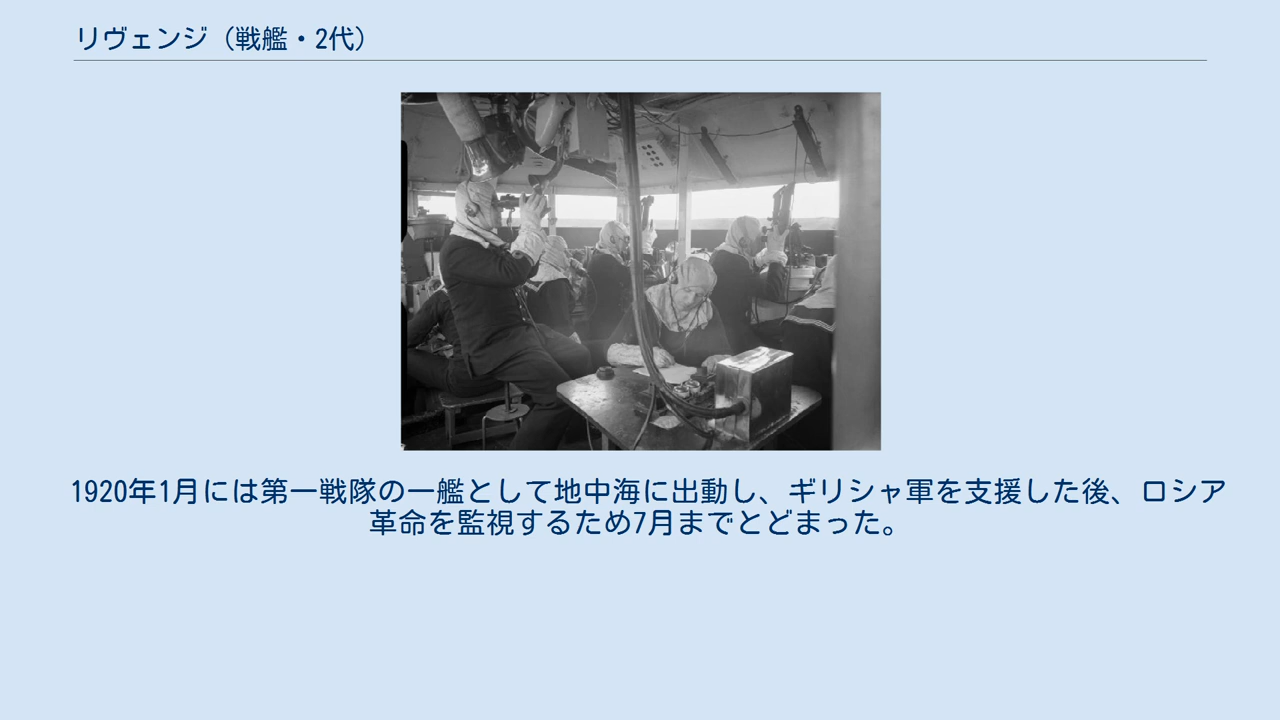 リヴェンジ（戦艦・2代）
1920年1月には第一戦隊の一艦として地中海に出動し、ギリシャ軍を支援した後、ロシア
革命を監視するため7月までとどまった。